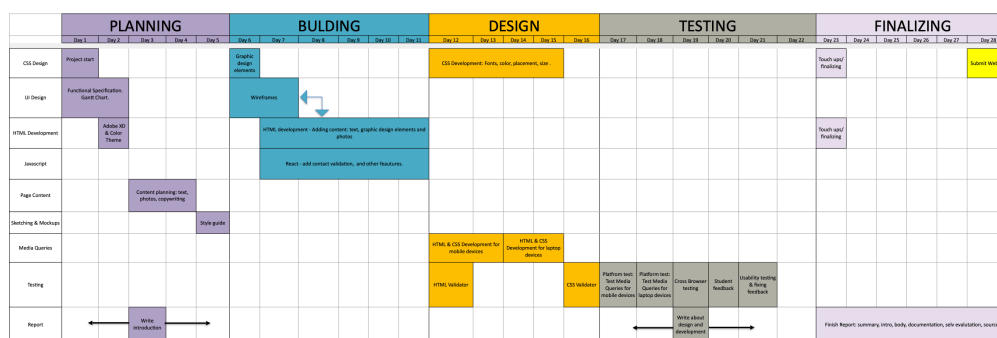 PLANNING BULDING DESIGN TESTING FINALIZING
Day 1 Day 2 Day 3 Day 4 Day 5 Day 6 Day 7 Day 8 Day 9 Day 10 Day 11 Day 12 Day 13 Day 14 Day 15 Day 16 Day 17 Day 18 Day 19 Day 20 Day 21 Day 22 Day 23 Day 24 Day 25 Day 26 Day 27 Day 28
CSS Design
Project start
Graphic
design
elements
CSS Development: Fonts, color, placement, size .
Touch ups/
finalizing
Submit Web
UI Design
Functional Specification.
Gantt Chart.
Wireframes
HTML Development
Adobe XD
& Color
Theme
HTML development - Adding content: text, graphic design elements and
photos
Touch ups/
finalizing
Javascript
React - add contact validation, and other feautures.
Page Content
Content planning: text,
photos, copywriting
Sketching & Mockups
Style guide
Media Queries
HTML & CSS Development for
mobile devices
HTML & CSS
Development for laptop
devices
Testing
HTML Validator
CSS Validator
Platfrom test:
Test Media
Queries for
mobile devices
Platform test:
Test Media
Queries for
laptop devices
Cross Browser
testing
Student
feedback
Usability testing
& fixing
feedback
Report
Write
introduction
Write about
design and
development
Finish Report: summary, intro, body, documentation, selv evalutation, source